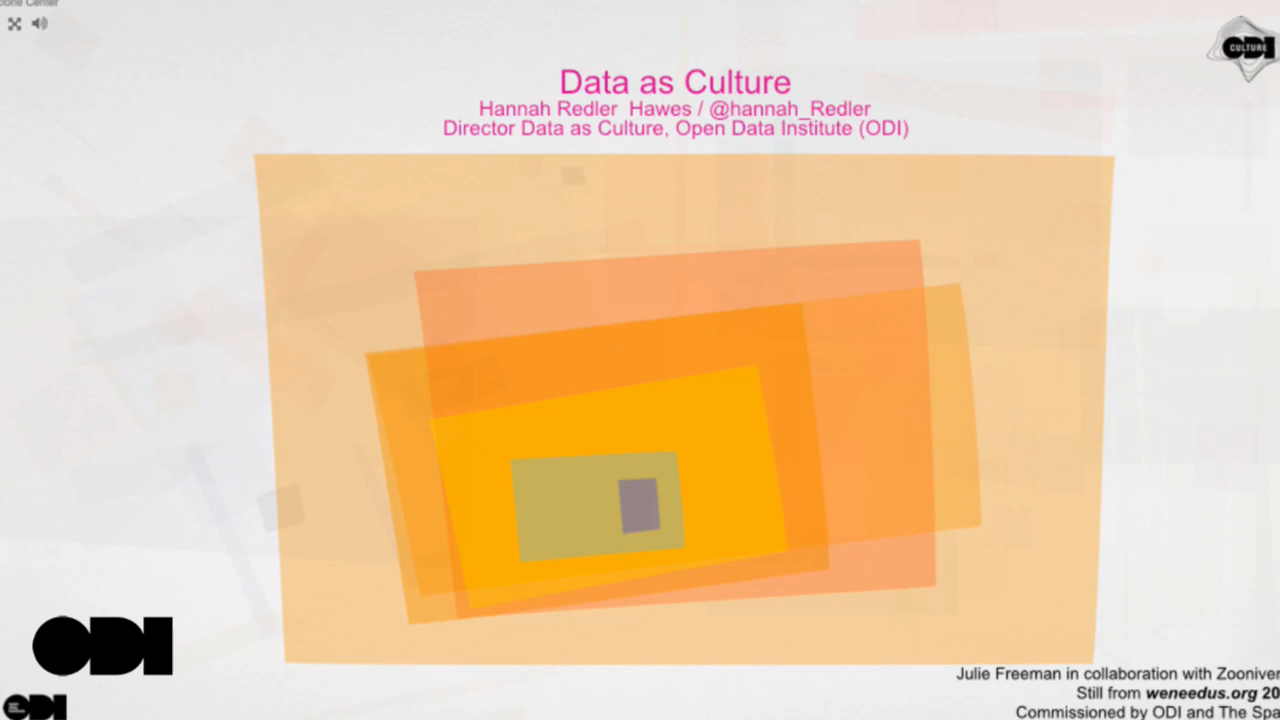 Data as Culture
Hannah Redler Hawes / @hannah_Redler
Director Data as Culture, Open Data Institute (ODI)
ODI
CULTURE
ODI
Julie Freeman in collaboration with Zooniver
Still from weneedus.org 20
Commissioned by ODI and The Spa
ODI